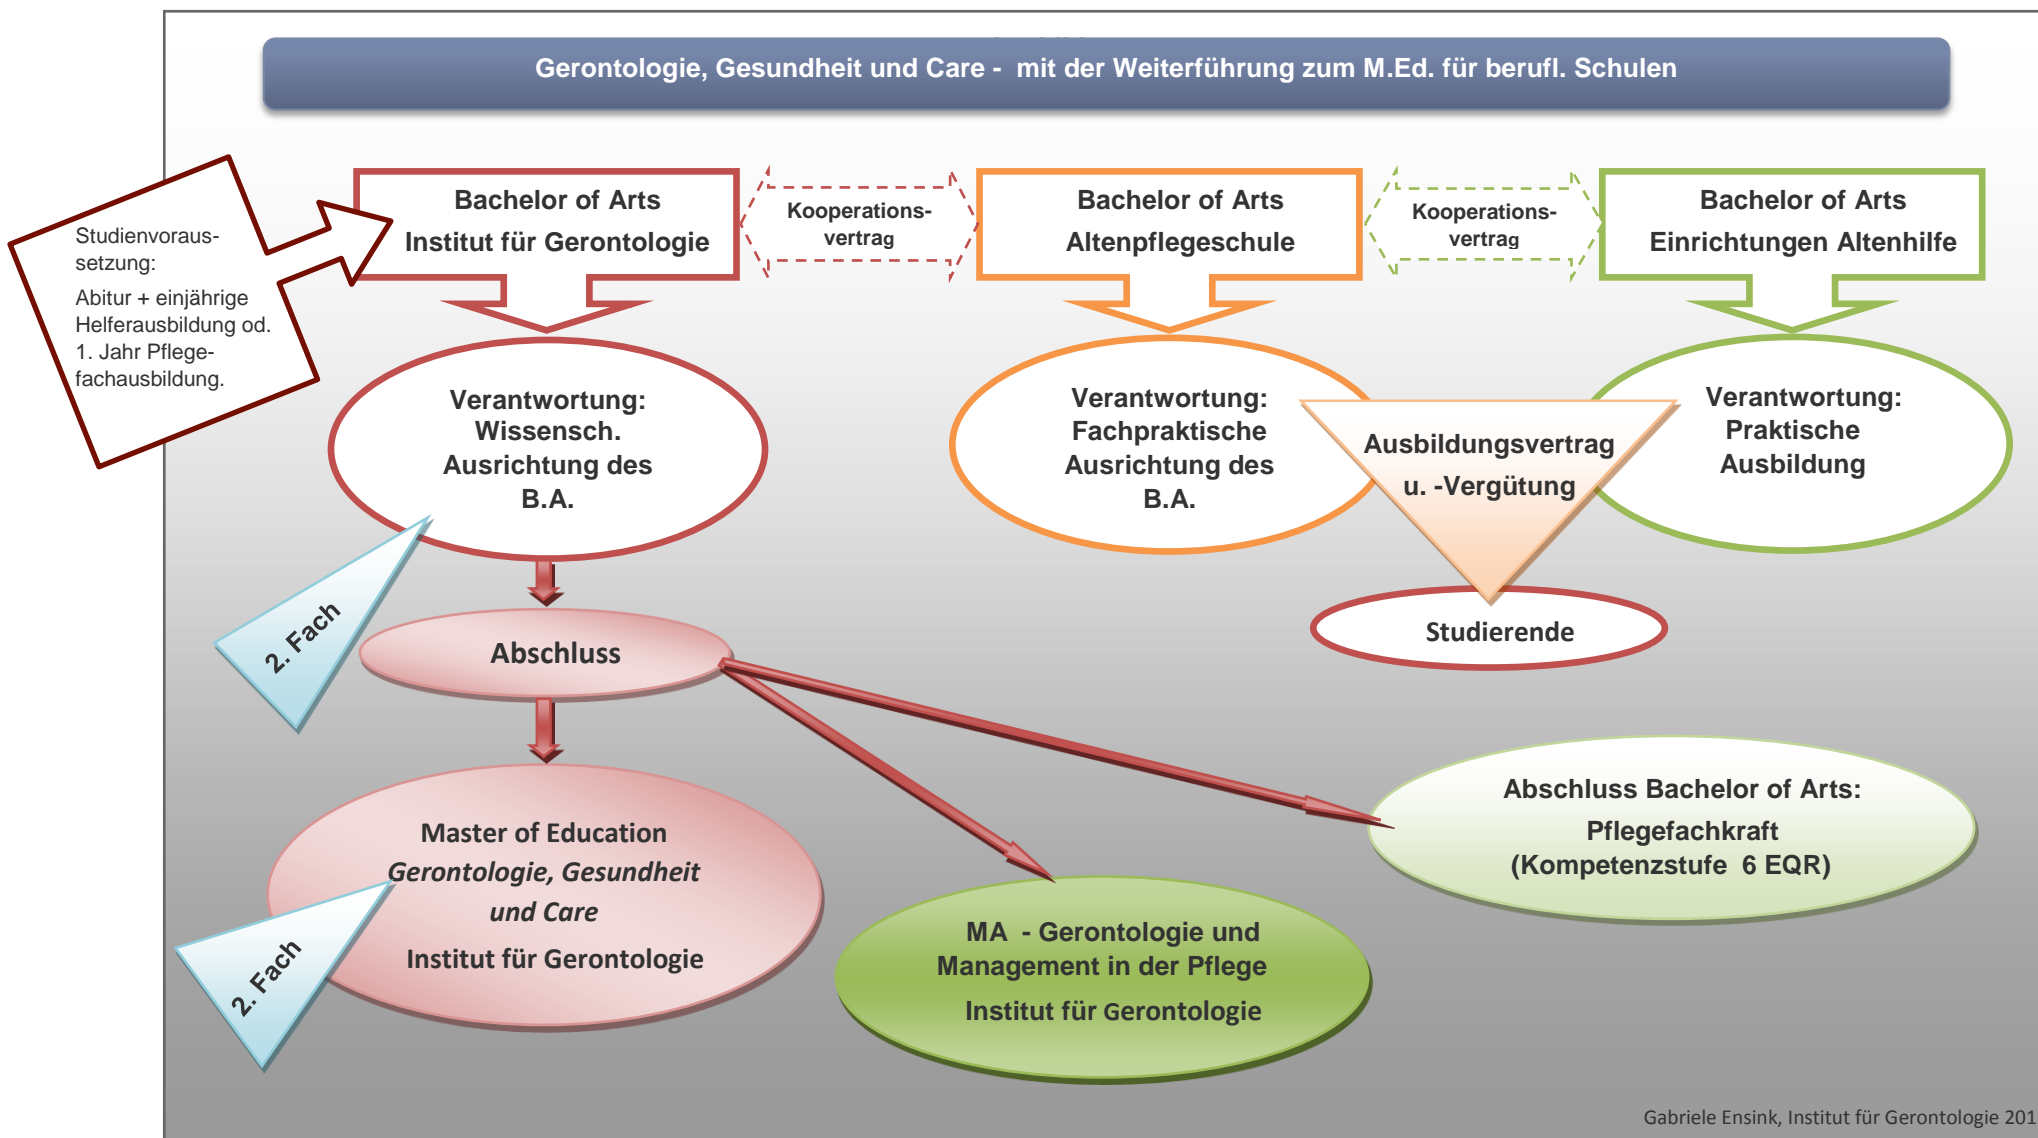 Gerontologie, Gesundheit und Care - mit der Weiterführung zum M.Ed. für berufl. Schulen
Studienvoraus-
setzung:
Abitur + einjährige
Helferausbildung od.
1. Jahr Pflege-
fachausbildung.
Bachelor of Arts
Institut für Gerontologie
Kooperations-
vertrag
Bachelor of Arts
Altenpflegeschule
Kooperations-
vertrag
Bachelor of Arts
Einrichtungen Altenhilfe
Verantwortung:
Wissensch.
Ausrichtung des
B.A.
Verantwortung:
Fachpraktische
Ausrichtung des
B.A.
Ausbildungsvertrag
u. -Vergütung
Verantwortung:
Praktische
Ausbildung
2. Fach
Abschluss
Studierende
Master of Education
Gerontologie, Gesundheit
und Care
Institut für Gerontologie
2. Fach
MA - Gerontologie und
Management in der Pflege
Institut für Gerontologie
Abschluss Bachelor of Arts:
Pflegefachkraft
(Kompetenzstufe 6 EQR)
Gabriele Ensink, Institut für Gerontologie 201